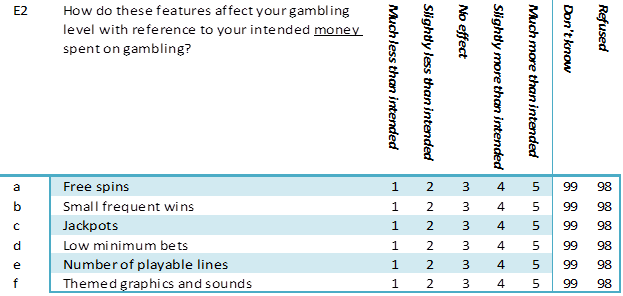 E2 How do these features affect your gambling
level with reference to your intended money
spent on gambling?
Much less than intended
Slightly less than intended
No effect
Slightly more than intended
Much more than intended
Don't know
Refused
a Free spins 1 2 3 4 5 99 98
b Small frequent wins 1 2 3 4 5 99 98
c Jackpots 1 2 3 4 5 99 98
d Low minimum bets 1 2 3 4 5 99 98
e Number of playable lines 1 2 3 4 5 99 98
f Themed graphics and sounds 1 2 3 4 5 99 98